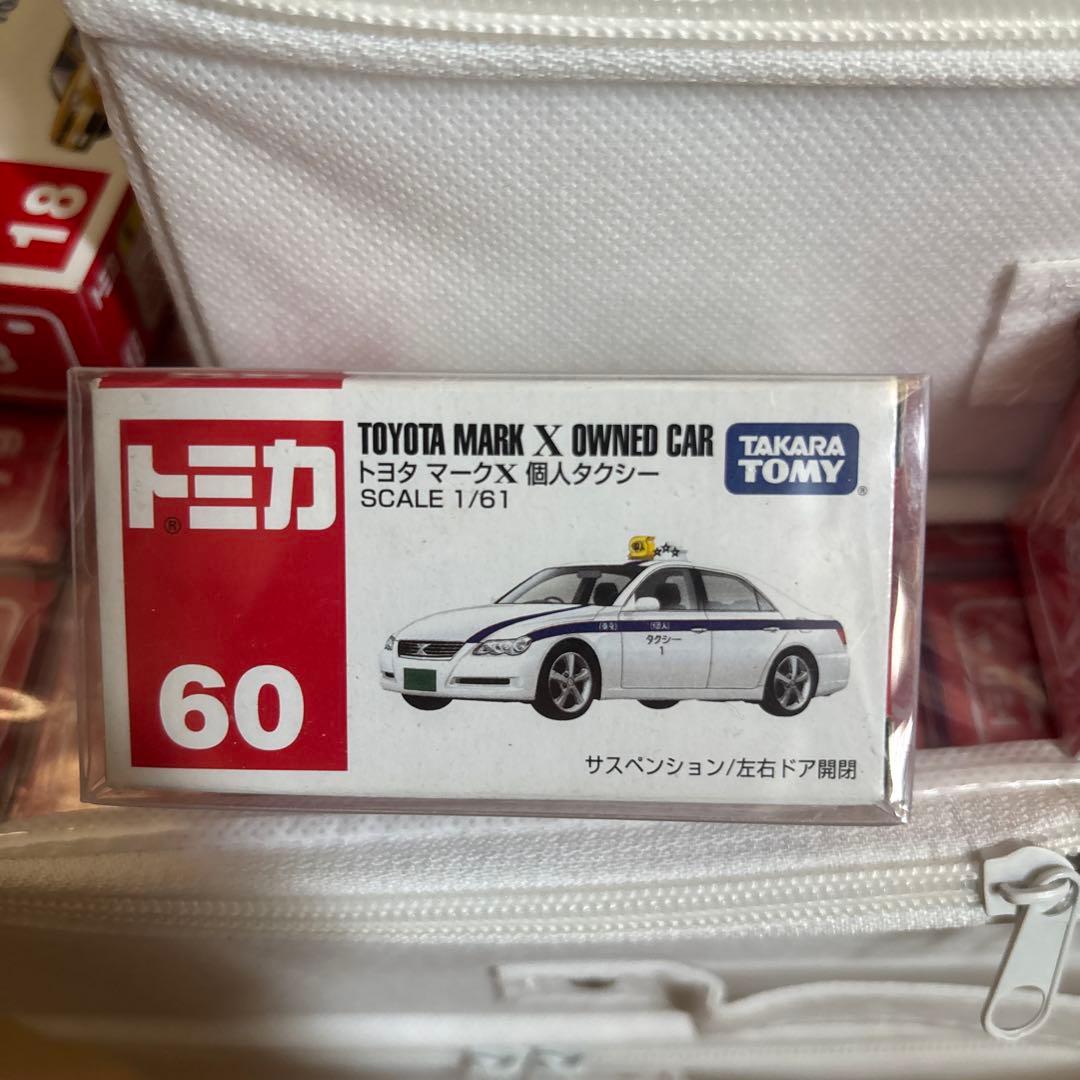 18
トミカ
TOYOTA MARK X OWNED CAR
トヨタ マークX 個人タクシー
SCALE 1/61
TAKARA
TOMY
®
®
個人
タクシー
1
60
サスペンション/左右ドア開閉